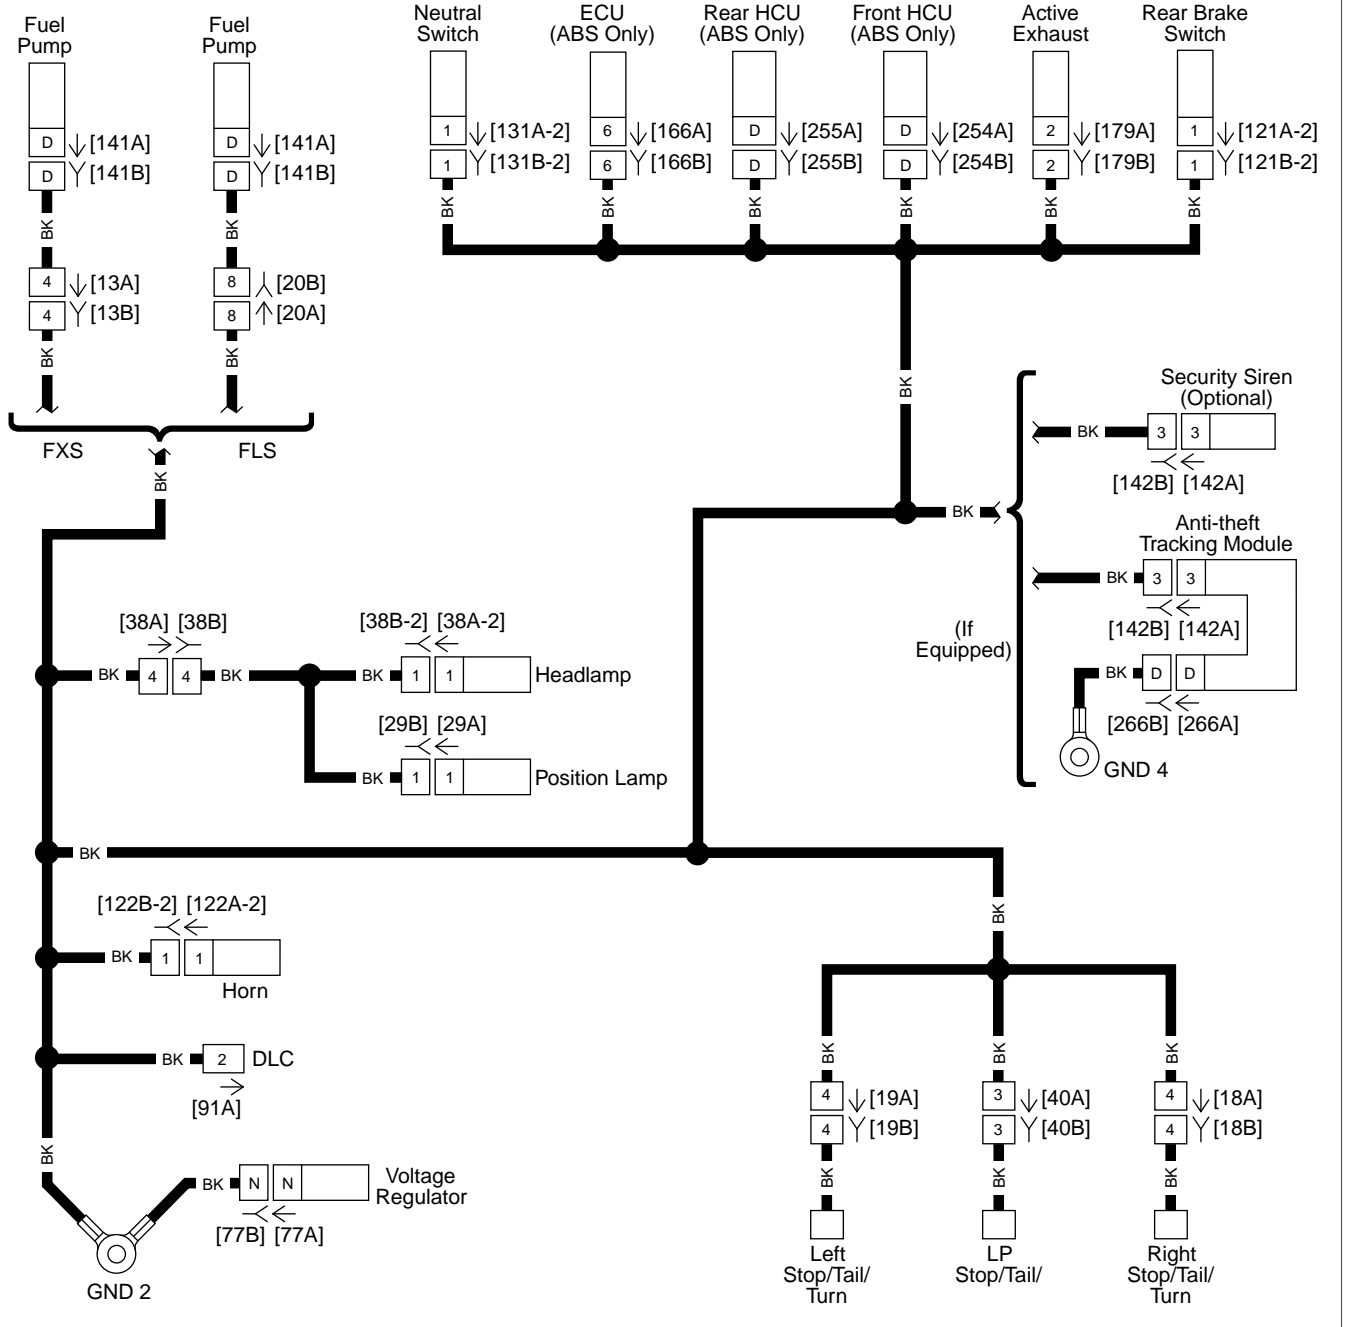 Fuel
Pump
Fuel
Pump
Neutral
Switch
ECU
(ABS Only)
Rear HCU
(ABS Only)
Front HCU
(ABS Only)
Active
Exhaust
Rear Brake
Switch
D [141A]
D [141B]
D [141A]
D [141B]
1 [131A-2]
1 [131B-2]
6 [166A]
6 [166B]
D [255A]
D [255B]
D [254A]
D [254B]
2 [179A]
2 [179B]
1 [121A-2]
1 [121B-2]
BK
BK
BK
BK
BK
BK
BK
BK
4 [13A]
4 [13B]
8 [20B]
8 [20A]
BK
BK
FXS
FLS
BK
BK
Security Siren
(Optional)
BK 3 3
[142B] [142A]
BK
Anti-theft
Tracking Module
BK 3 3
[142B] [142A]
(If
Equipped)
BK D D
[266B] [266A]
GND 4
[38A] [38B]
BK 4 4 BK
[38B-2] [38A-2]
BK 1 1 Headlamp
[29B] [29A]
BK 1 1 Position Lamp
BK
[122B-2] [122A-2]
BK 1 1
Horn
BK 2 DLC
[91A]
BK
BK N N
Voltage
Regulator
[77B] [77A]
GND 2
BK
BK
BK
BK
4 [19A]
4 [19B]
3 [40A]
3 [40B]
4 [18A]
4 [18B]
BK
BK
BK
Left
Stop/Tail/
Turn
LP
Stop/Tail/
Right
Stop/Tail/
Turn